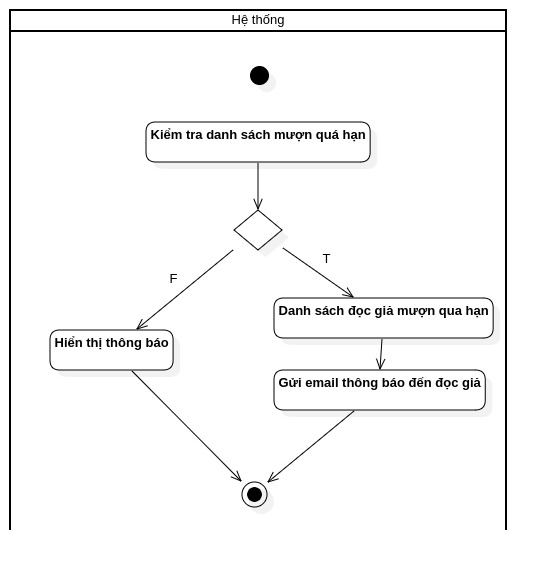 Hệ thống
Kiểm tra danh sách mượn quá hạn
F
T
Danh sách đọc giả mượn qua hạn
Hiển thị thông báo
Gửi email thông báo đến đọc giả